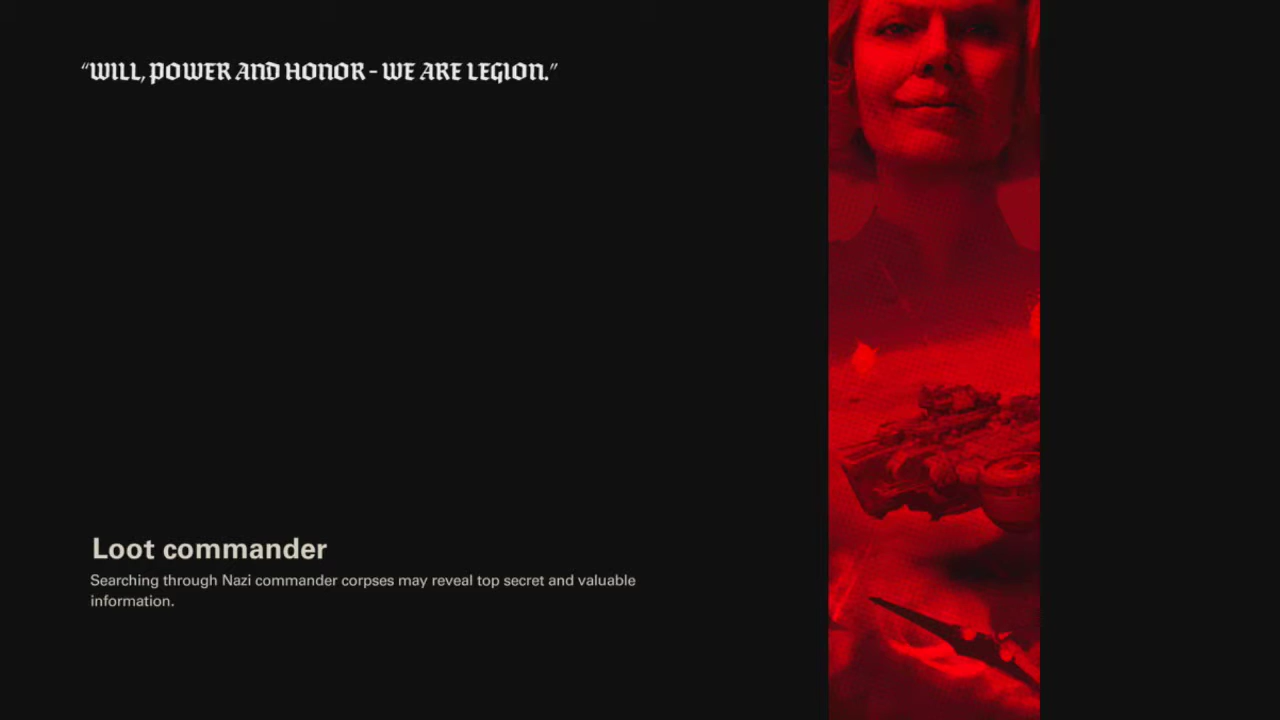 “WILL, POWER AND HONOR - WE ARE LEGION.”
Loot commander
Searching through Nazi commander corpses may reveal top secret and valuable
information.